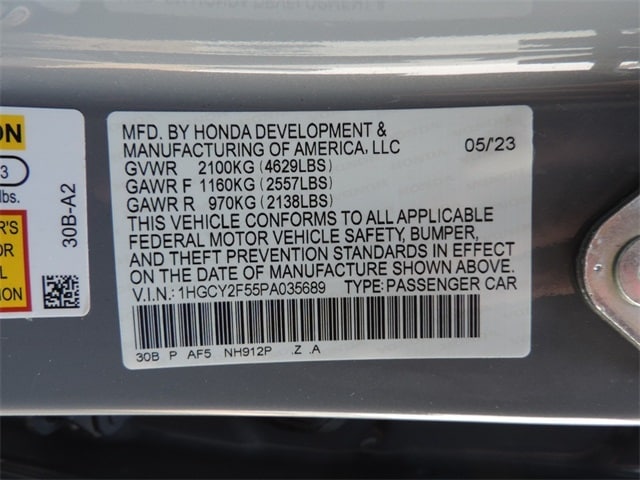 MFD. BY HONDA DEVELOPMENT &
MANUFACTURING OF AMERICA, LLC 05/'23
GVWR 2100KG (4629LBS)
GAWR F 1160KG (2557LBS)
GAWR R 970KG (2138LBS)
THIS VEHICLE CONFORMS TO ALL APPLICABLE
FEDERAL MOTOR VEHICLE SAFETY, BUMPER,
AND THEFT PREVENTION STANDARDS IN EFFECT
ON THE DATE OF MANUFACTURE SHOWN ABOVE.
V.I.N.: 1HGCY2F55PA035689 TYPE:PASSENGER CAR
30B P AF5 NH912P .Z .A
30B-A2
3
lbs.